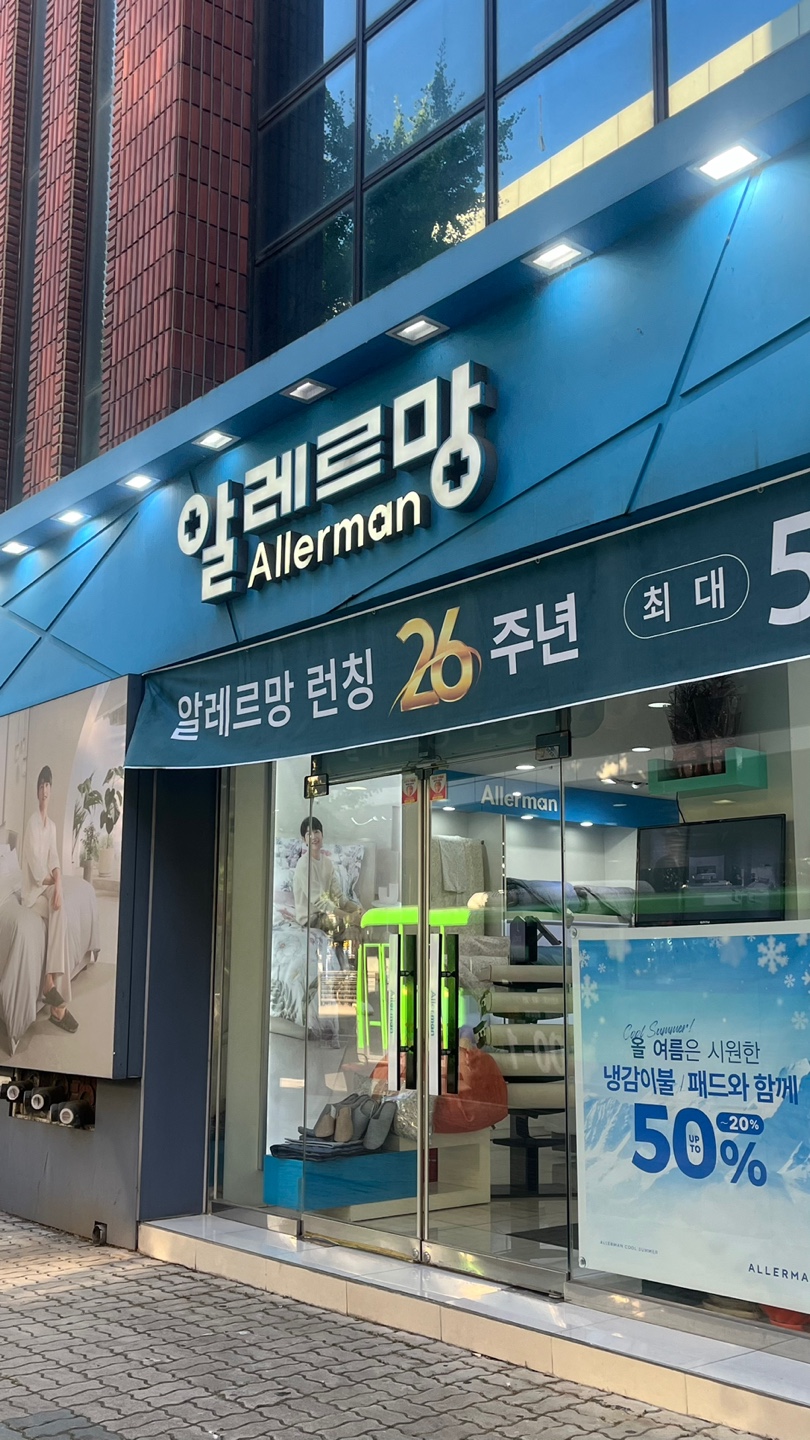 알레르망
Allerman
알레르망 런칭 26 주년 최대 5
Allerman
Allerman
Allerman
Cool Summer!
올 여름은 시원한
냉감이불 / 패드와 함께
UP TO 50% ~20%
ALLERMAN COOL SUMMER
ALLERMA